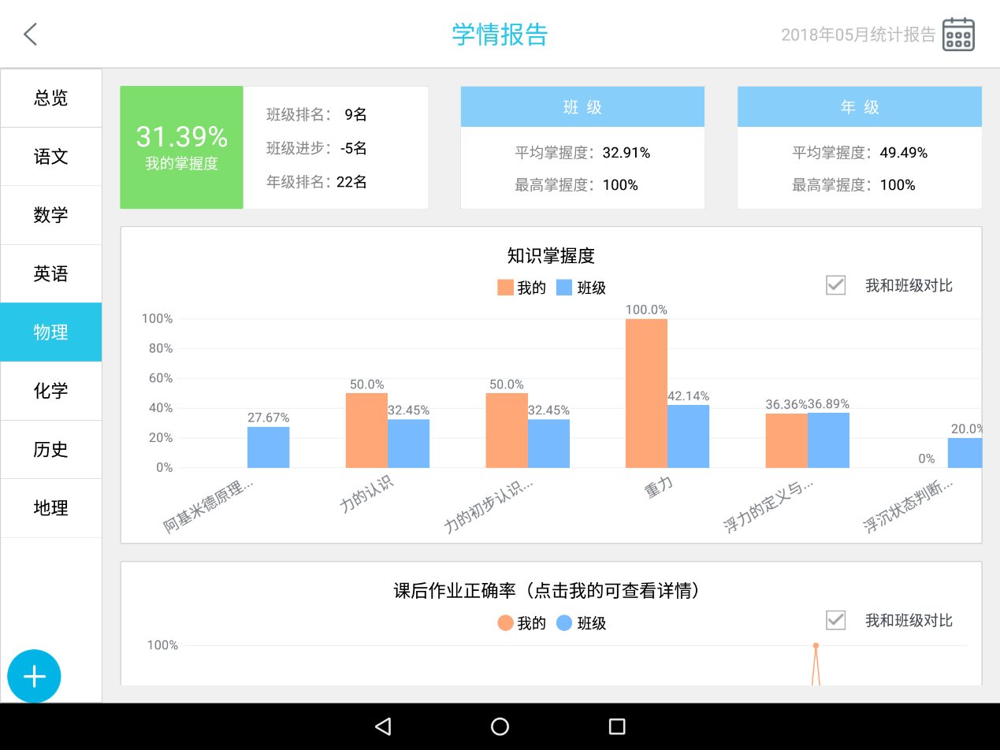 学情报告
2018年05月统计报告
总览
语文
数学
英语
物理
化学
历史
地理
31.39%
我的掌握度
班级排名： 9名
班级进步： -5名
年级排名： 22名
班 级
平均掌握度： 32.91%
最高掌握度： 100%
年 级
平均掌握度： 49.49%
最高掌握度： 100%
知识掌握度
我的 班级
我和班级对比
100%
80%
60%
40%
20%
0%
27.67%
50.0%
32.45%
50.0%
32.45%
100.0%
42.14%
36.36%
36.89%
0%
20.0%
阿基米德原理...
力的认识
力的初步认识...
重力
浮力的定义与...
浮沉状态判断...
课后作业正确率（点击我的可查看详情）
我的 班级
我和班级对比
100%